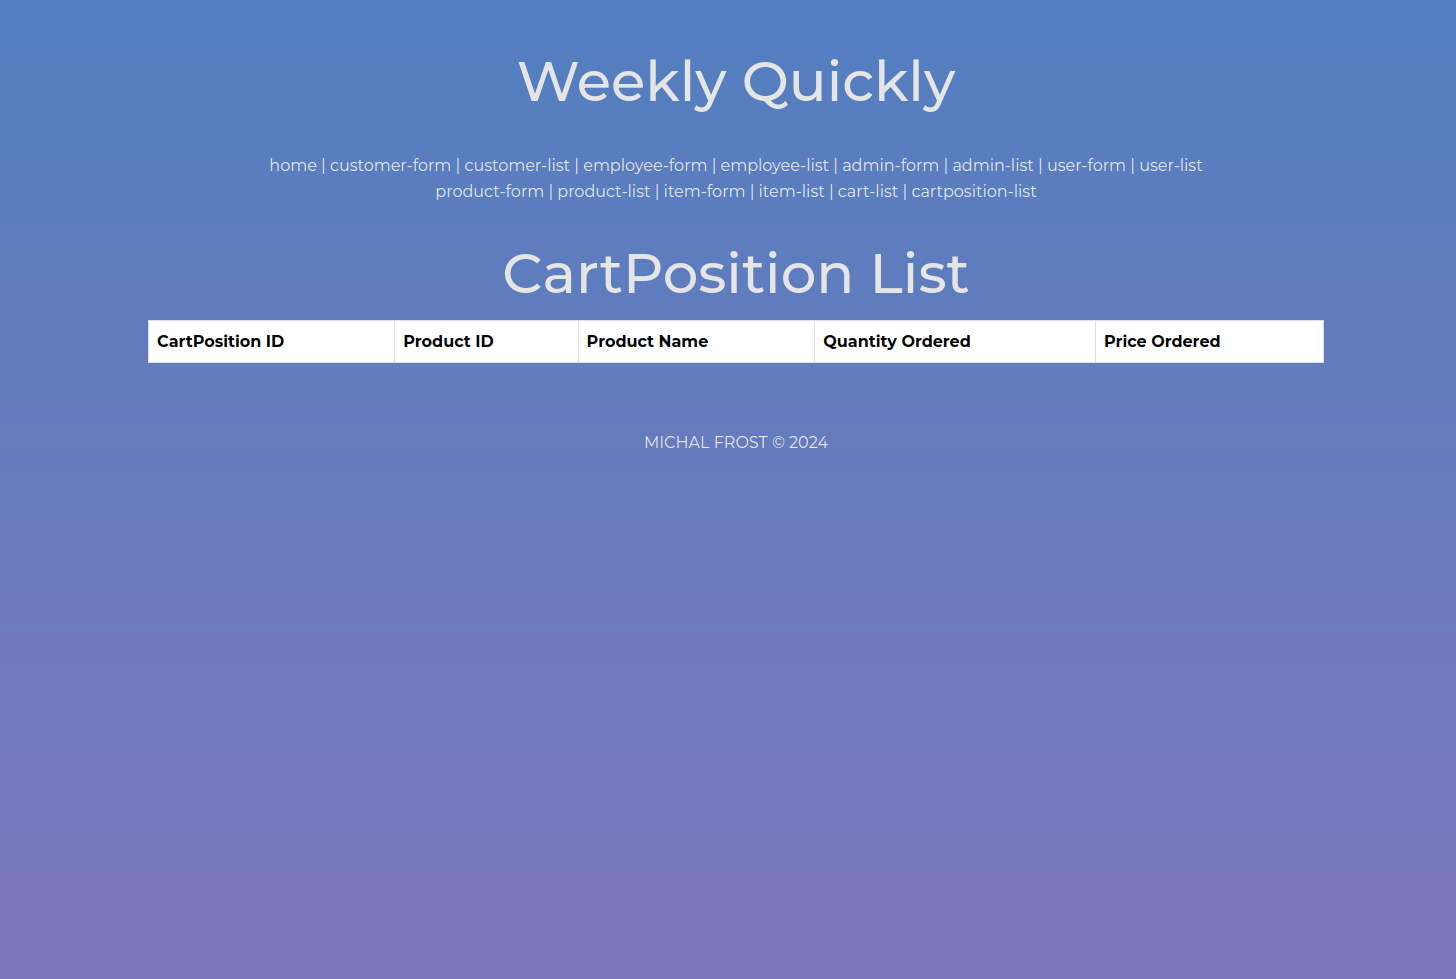 Weekly Quickly
home | customer-form | customer-list | employee-form | employee-list | admin-form | admin-list | user-form | user-list
product-form | product-list | item-form | item-list | cart-list | cartposition-list
CartPosition List
CartPosition ID Product ID Product Name Quantity Ordered Price Ordered
MICHAL FROST © 2024